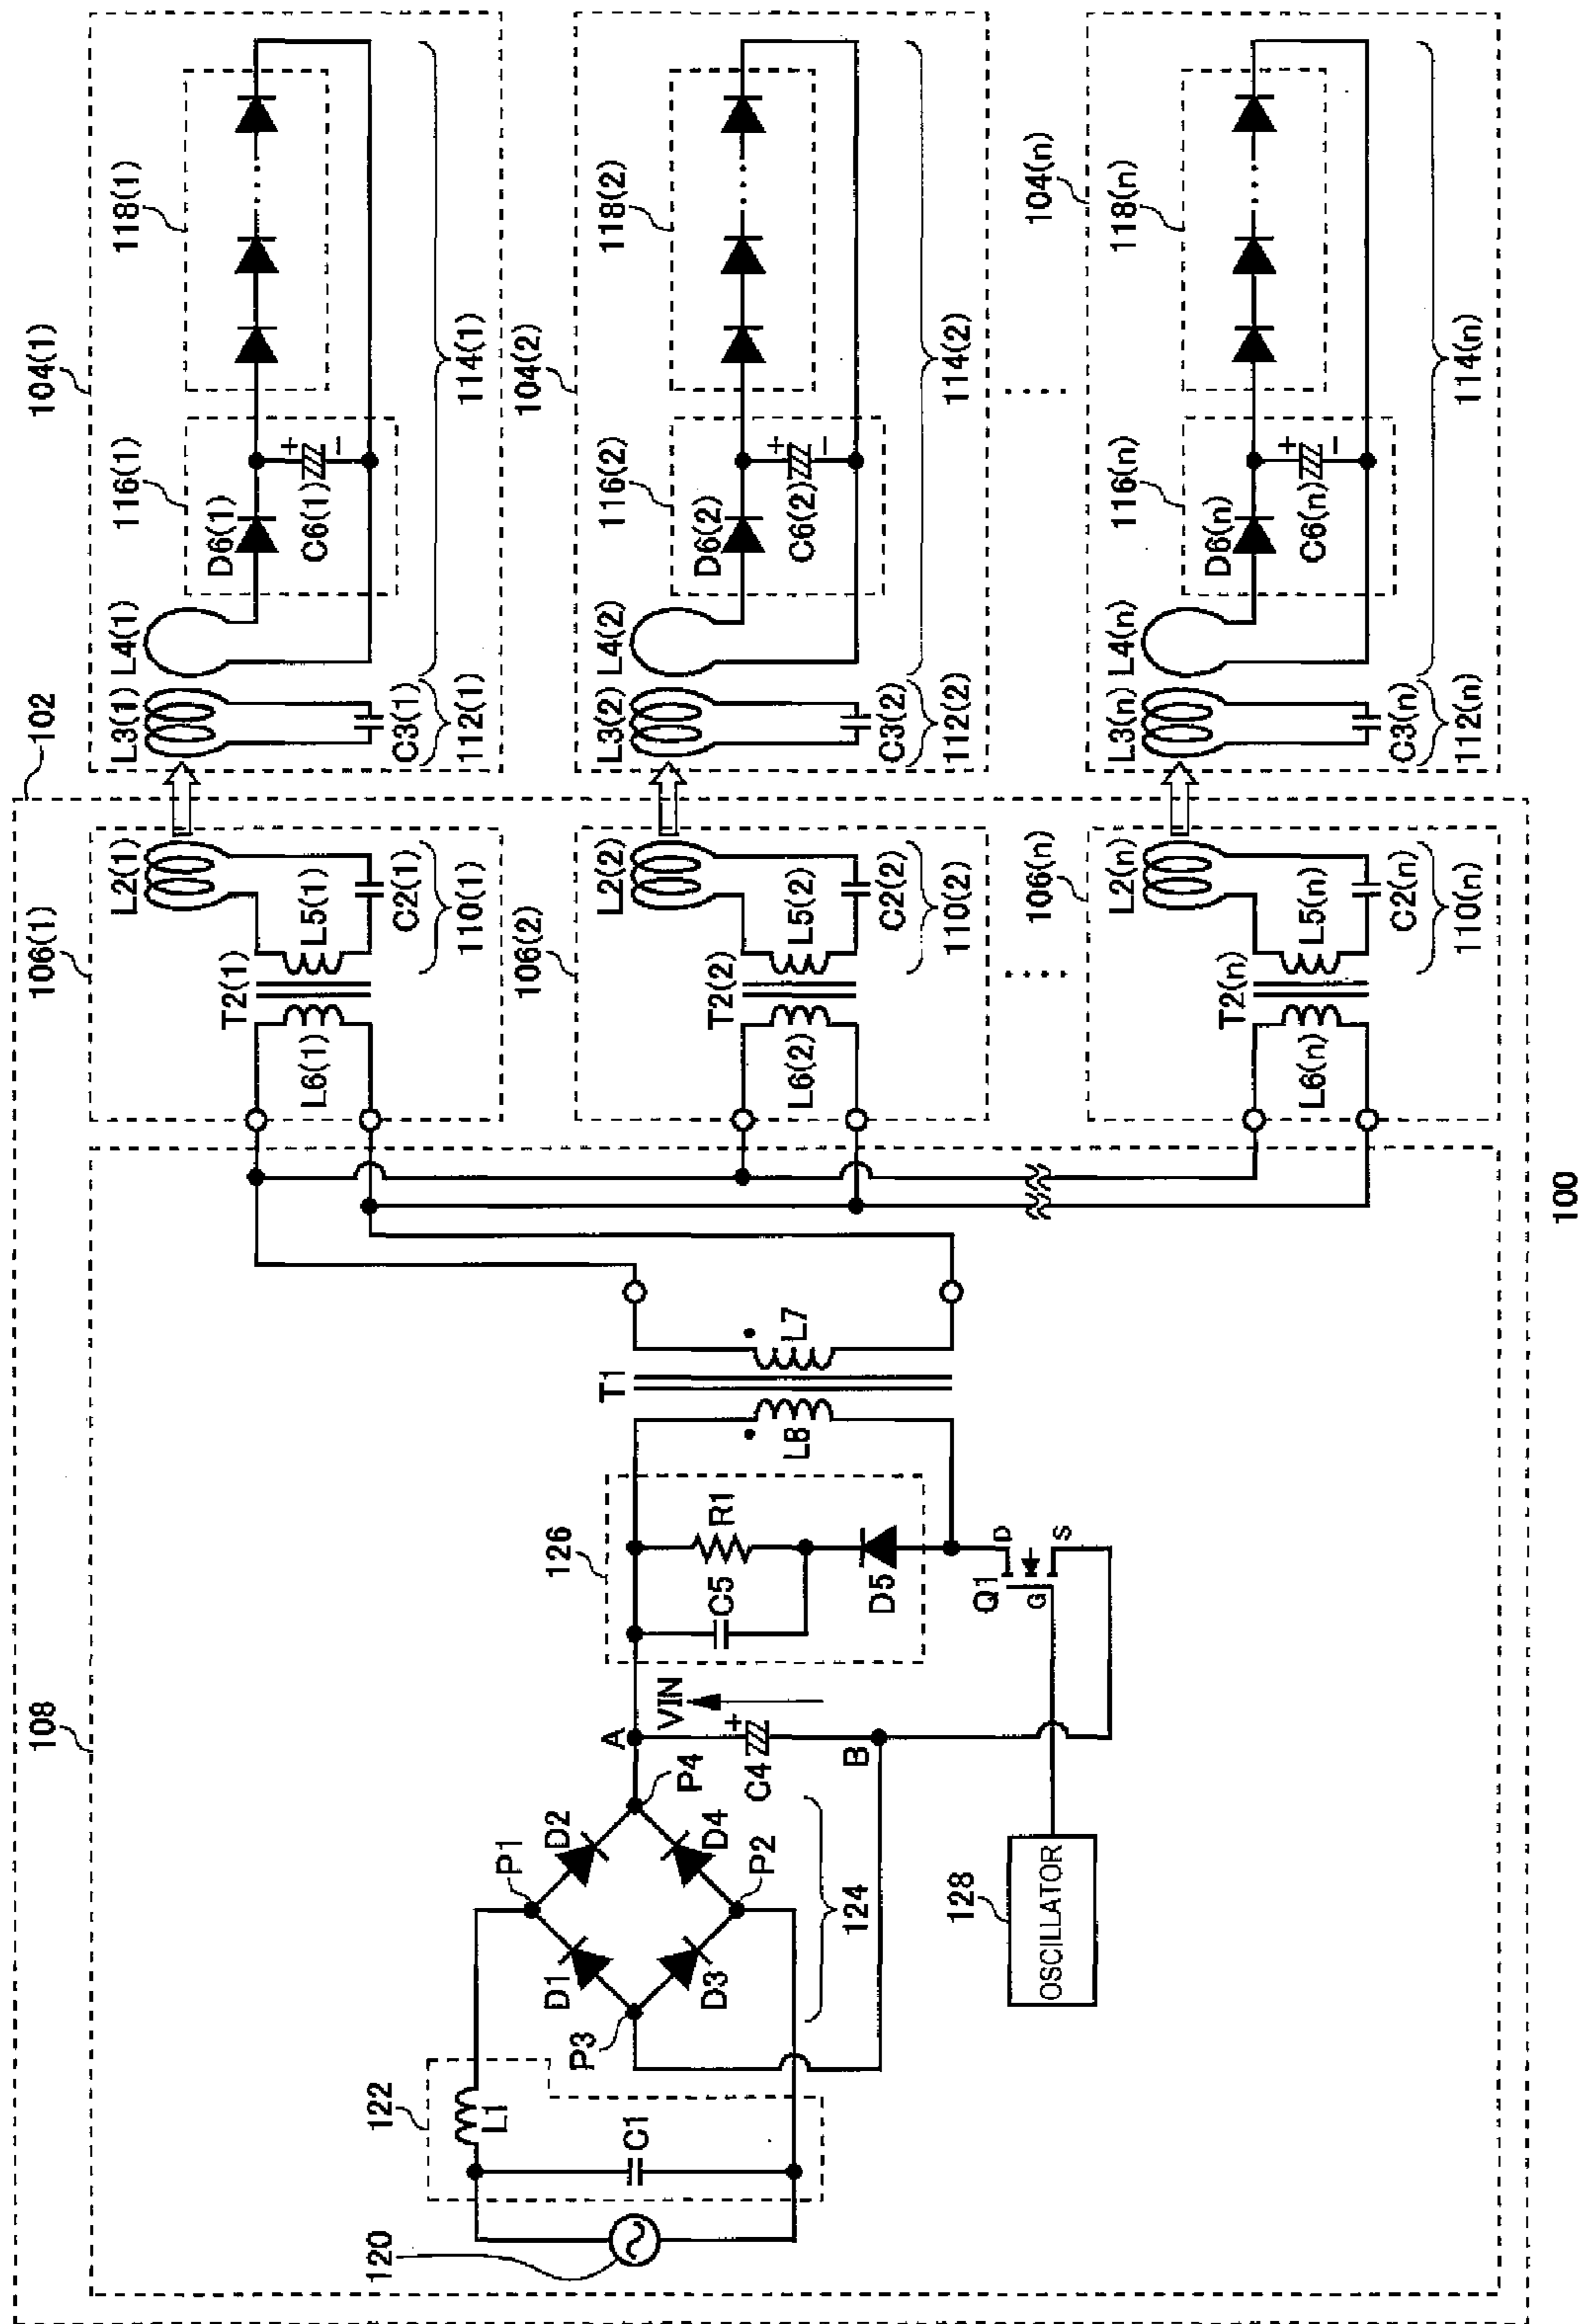 100
102
108
120
122
L1
C1
P1
P2
P3
P4
D1
D2
D3
D4
124
A
B
VIN
C4
+
126
C5
R1
D5
Q1
D
G
S
128
OSCILLATOR
T1
L8
L7
106(1)
T2(1)
L6(1)
L5(1)
L2(1)
C2(1)
110(1)
104(1)
L3(1)
C3(1)
112(1)
L4(1)
116(1)
D6(1)
C6(1)
+
−
118(1)
114(1)
106(2)
T2(2)
L6(2)
L5(2)
L2(2)
C2(2)
110(2)
104(2)
L3(2)
C3(2)
112(2)
L4(2)
116(2)
D6(2)
C6(2)
+
−
118(2)
114(2)
106(n)
T2(n)
L6(n)
L5(n)
L2(n)
C2(n)
110(n)
104(n)
L3(n)
C3(n)
112(n)
L4(n)
116(n)
D6(n)
C6(n)
+
−
118(n)
114(n)